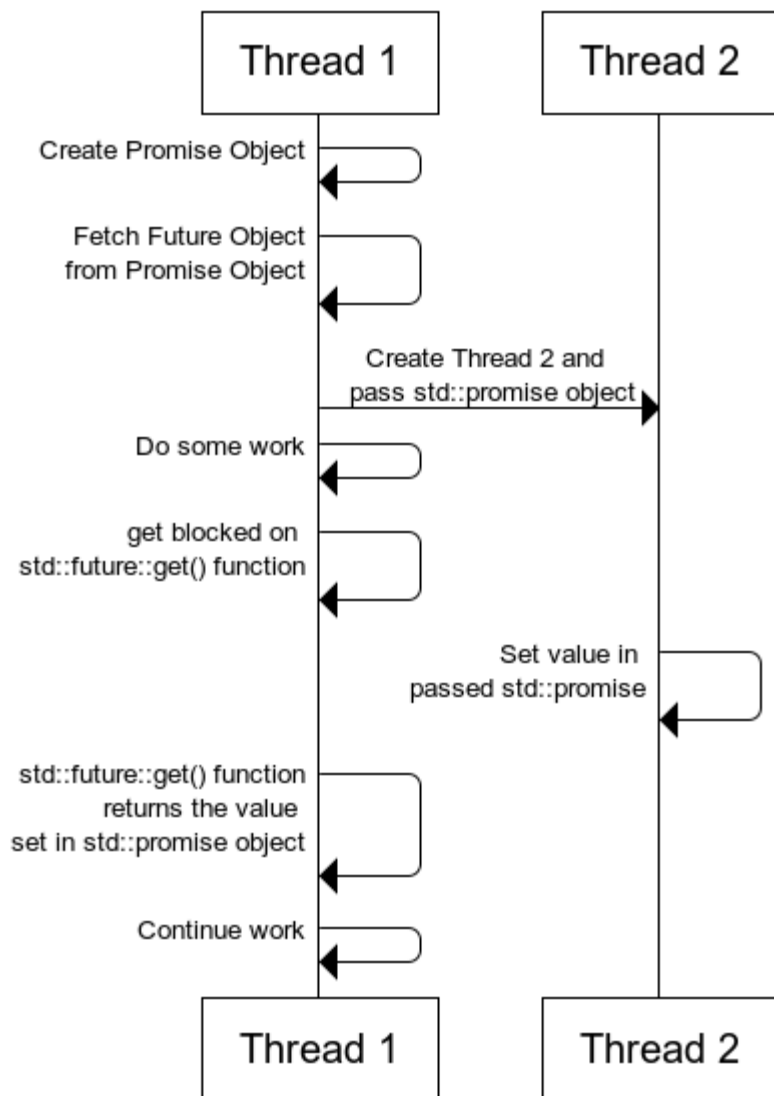 Thread 1
Thread 2
Create Promise Object
Fetch Future Object
from Promise Object
Create Thread 2 and
pass std::promise object
Do some work
get blocked on
std::future::get() function
Set value in
passed std::promise
std::future::get() function
returns the value
set in std::promise object
Continue work
Thread 1
Thread 2